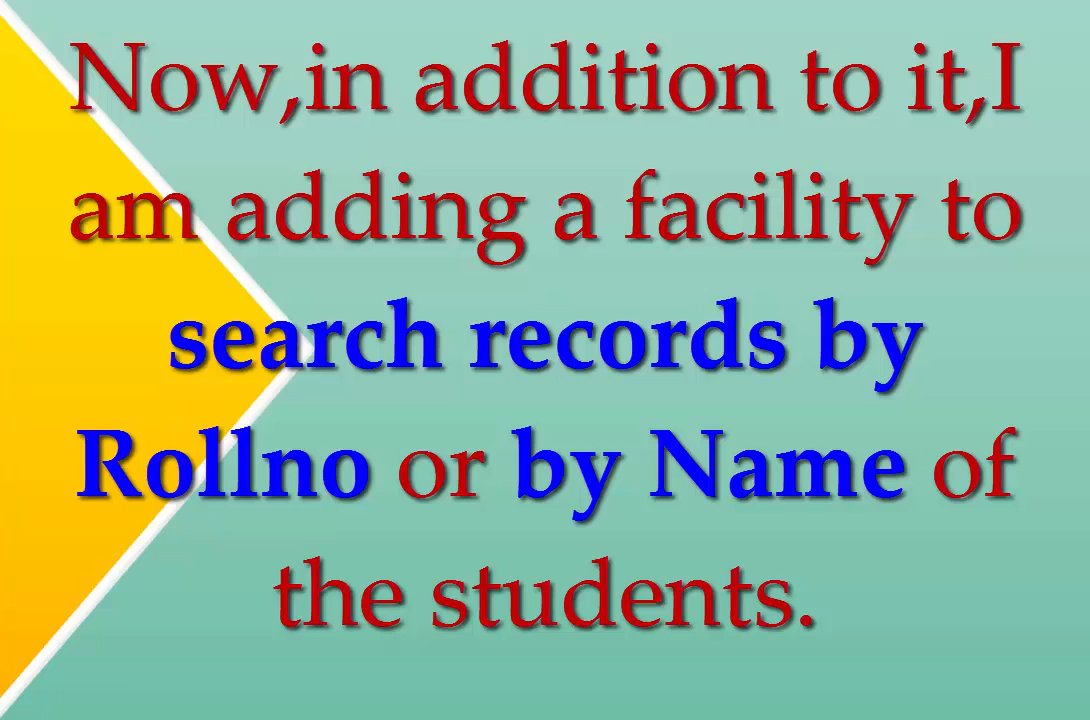 Now,in addition to it,I
am adding a facility to
search records by
Rollno or by Name of
the students.